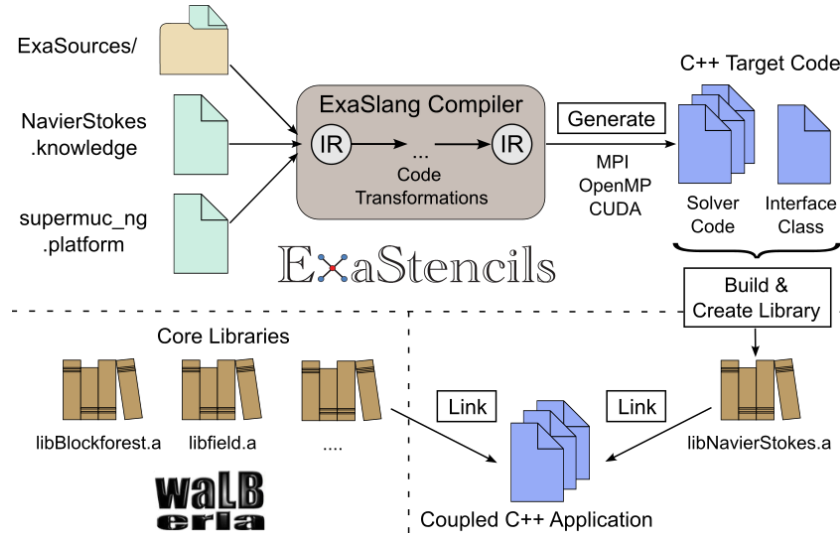 ExaSources/
NavierStokes
.knowledge
supermuc_ng
.platform
ExaSlang Compiler
IR
...
IR
Code
Transformations
Generate
MPI
OpenMP
CUDA
C++ Target Code
Solver
Code
Interface
Class
ExaStencils
Build &
Create Library
Core Libraries
libBlockforest.a
libfield.a
....
Link
Link
libNavierStokes.a
waLB
erla
Coupled C++ Application